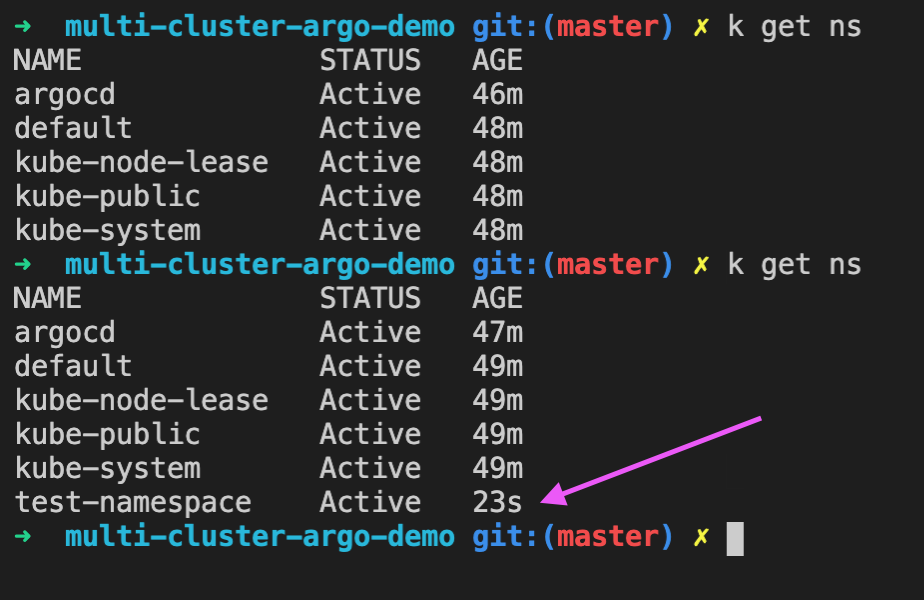 ➜  multi-cluster-argo-demo git:(master) ✗ k get ns
NAME              STATUS   AGE
argocd            Active   46m
default           Active   48m
kube-node-lease   Active   48m
kube-public       Active   48m
kube-system       Active   48m
➜  multi-cluster-argo-demo git:(master) ✗ k get ns
NAME              STATUS   AGE
argocd            Active   47m
default           Active   49m
kube-node-lease   Active   49m
kube-public       Active   49m
kube-system       Active   49m
test-namespace    Active   23s
➜  multi-cluster-argo-demo git:(master) ✗